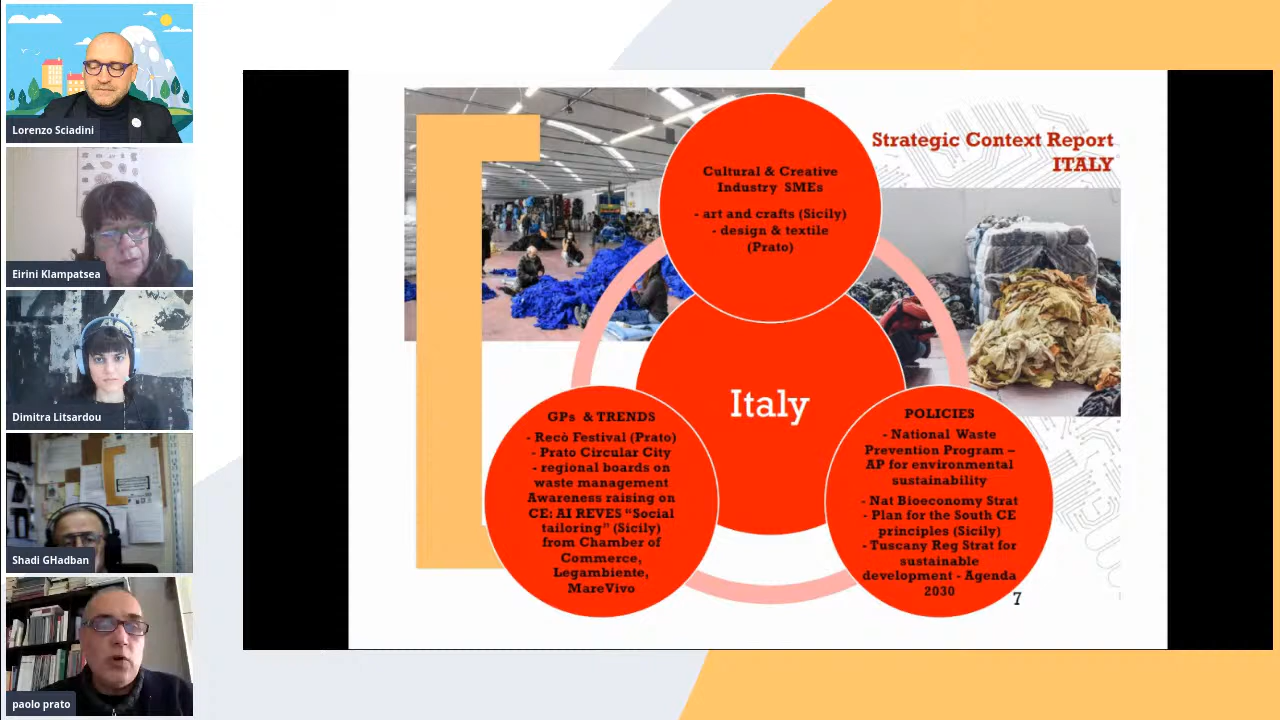 Lorenzo Sciadini
Eirini Klampatsea
Dimitra Litsardou
Shadi GHadban
paolo prato
Strategic Context Report
ITALY
Cultural & Creative
Industry SMEs
- art and crafts (Sicily)
- design & textile
(Prato)
Italy
GPs & TRENDS
- Recò Festival (Prato)
- Prato Circular City
- regional boards on
waste management
Awareness raising on
CE: AI REVES “Social
tailoring” (Sicily)
from Chamber of
Commerce,
Legambiente,
MareVivo
POLICIES
- National Waste
Prevention Program –
AP for environmental
sustainability
- Nat Bioeconomy Strat
- Plan for the South CE
principles (Sicily)
- Tuscany Reg Strat for
sustainable
development - Agenda
2030
7